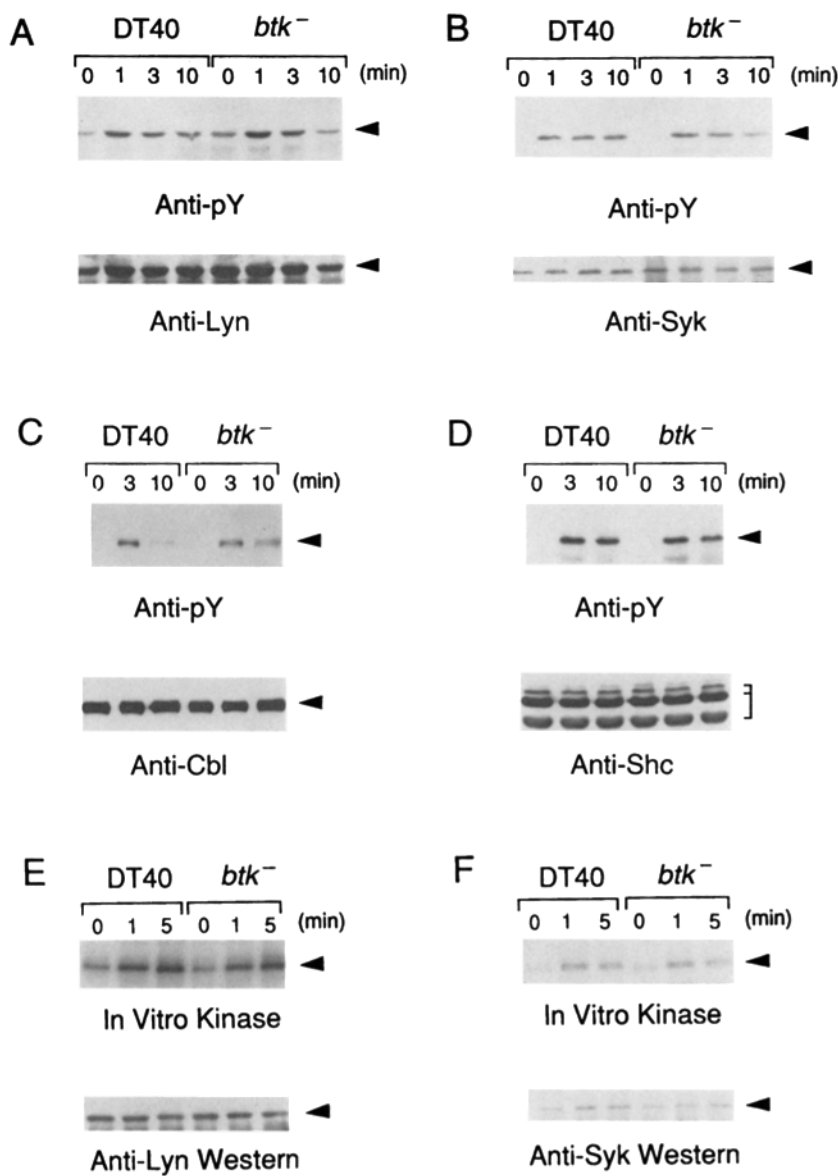 A
DT40 btk⁻
0 1 3 10 0 1 3 10 (min)
Anti-pY
Anti-Lyn
B
DT40 btk⁻
0 1 3 10 0 1 3 10 (min)
Anti-pY
Anti-Syk
C
DT40 btk⁻
0 3 10 0 3 10 (min)
Anti-pY
Anti-Cbl
D
DT40 btk⁻
0 3 10 0 3 10 (min)
Anti-pY
Anti-Shc
E
DT40 btk⁻
0 1 5 0 1 5 (min)
In Vitro Kinase
Anti-Lyn Western
F
DT40 btk⁻
0 1 5 0 1 5 (min)
In Vitro Kinase
Anti-Syk Western